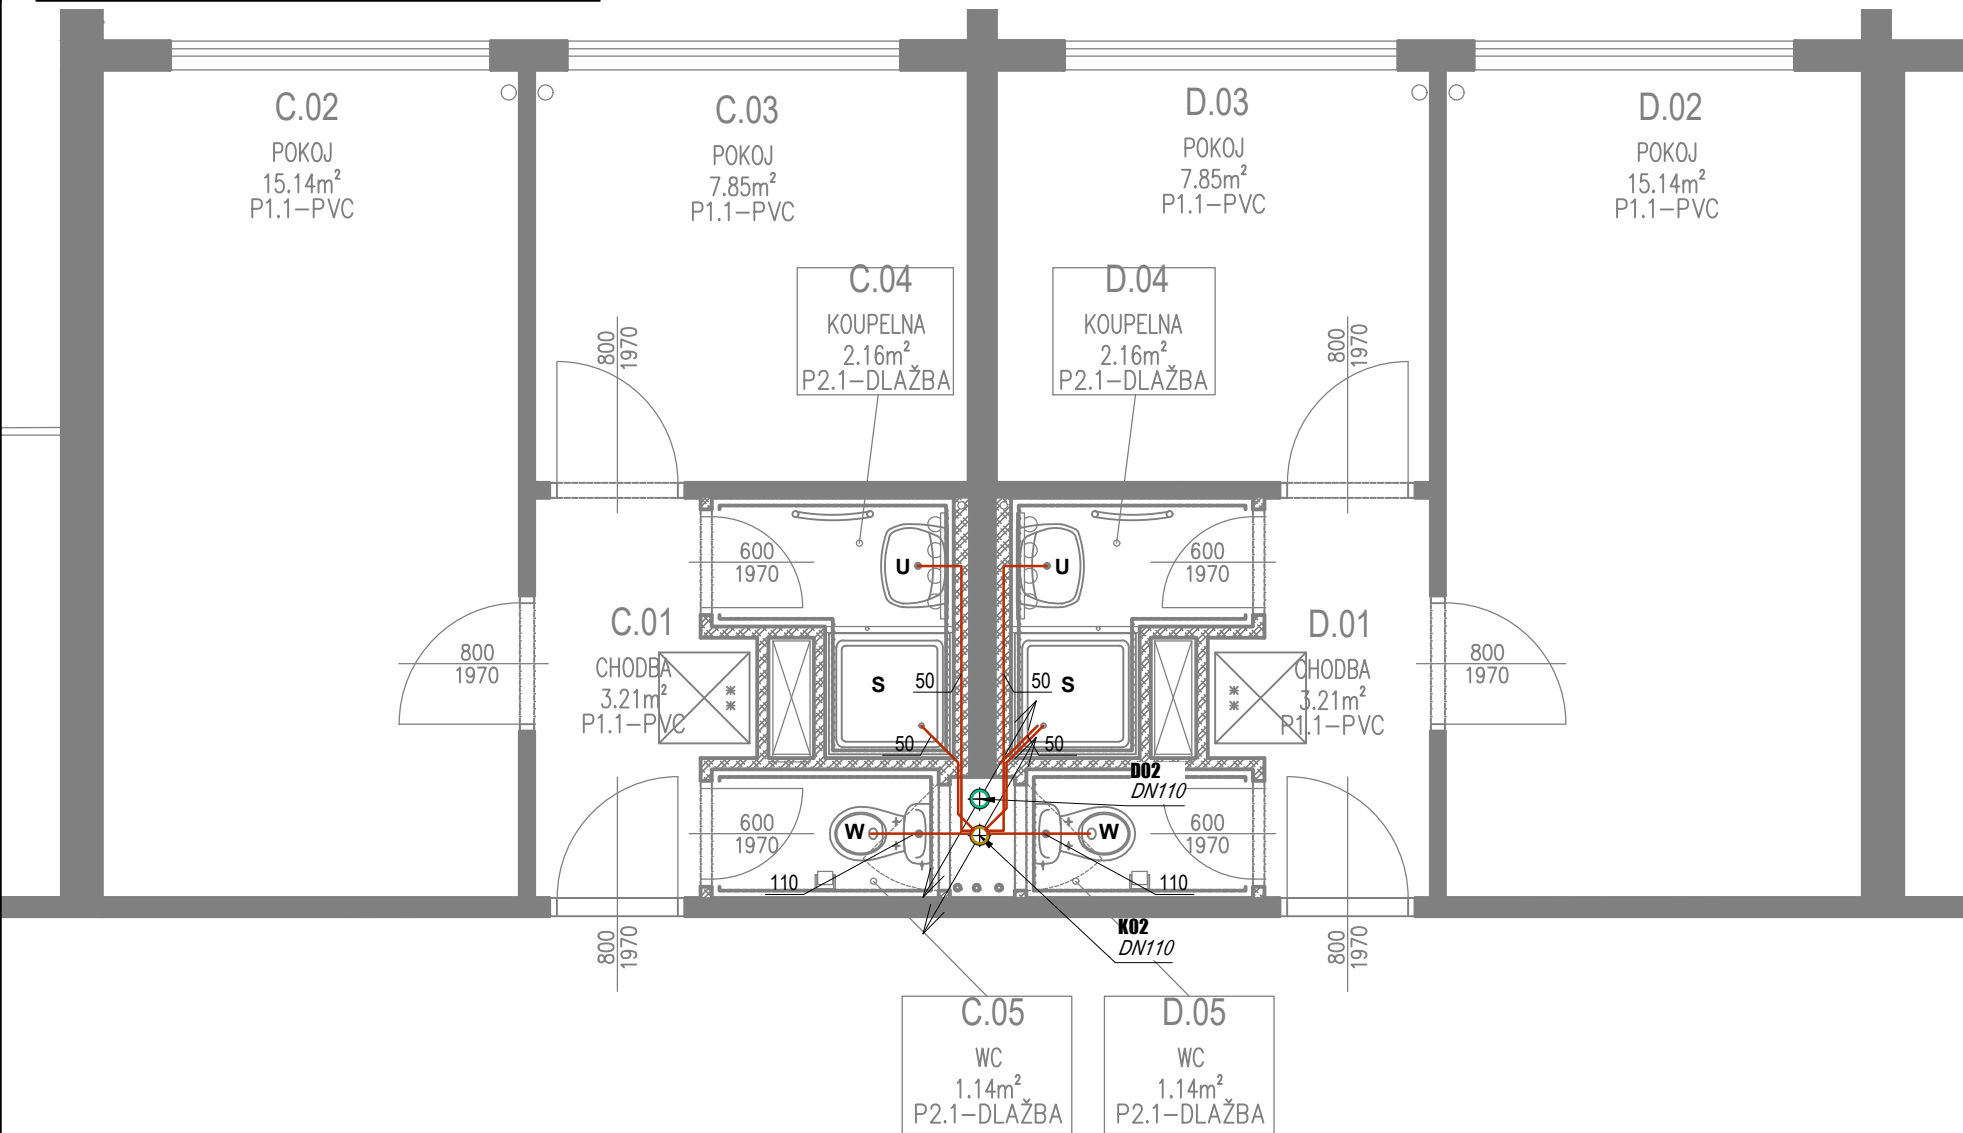 C.02
POKOJ
15.14m²
P1.1-PVC
C.03
POKOJ
7.85m²
P1.1-PVC
D.03
POKOJ
7.85m²
P1.1-PVC
D.02
POKOJ
15.14m²
P1.1-PVC
C.04
KOUPELNA
2.16m²
P2.1-DLAŽBA
D.04
KOUPELNA
2.16m²
P2.1-DLAŽBA
800
1970
800
1970
600
1970
U
U
600
1970
C.01
CHODBA
3.21m²
P1.1-PVC
D.01
CHODBA
3.21m²
P1.1-PVC
800
1970
800
1970
S
50
50
S
50
50
D02
DN110
600
1970
W
W
600
1970
110
110
K02
DN110
800
1970
800
1970
C.05
WC
1.14m²
P2.1-DLAŽBA
D.05
WC
1.14m²
P2.1-DLAŽBA